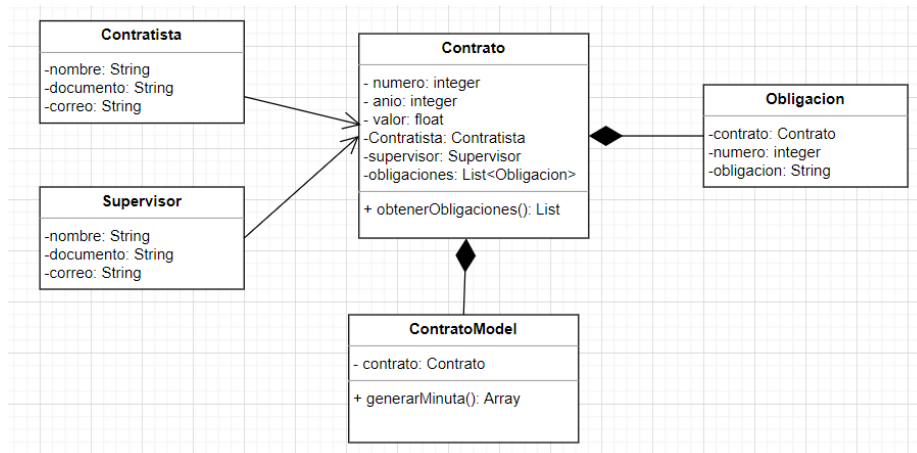 Contratista
-nombre: String
-documento: String
-correo: String
Supervisor
-nombre: String
-documento: String
-correo: String
Contrato
- numero: integer
- anio: integer
- valor: float
-Contratista: Contratista
-supervisor: Supervisor
-obligaciones: List<Obligacion>
+ obtenerObligaciones(): List
Obligacion
-contrato: Contrato
-numero: integer
-obligacion: String
ContratoModel
- contrato: Contrato
+ generarMinuta(): Array